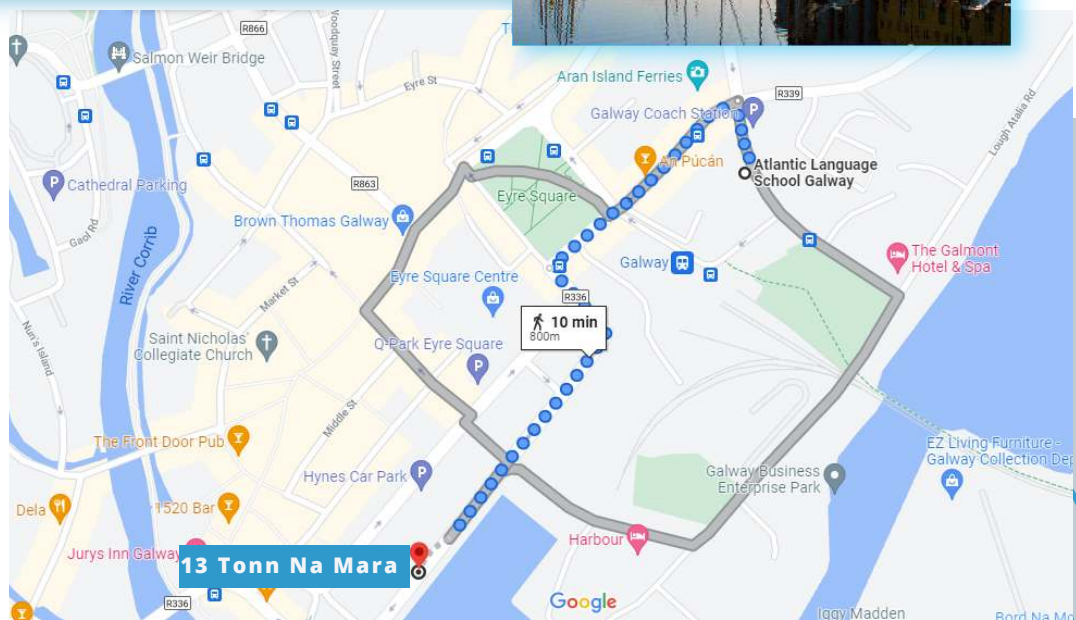 R866
Salmon Weir Bridge
Woodquay Street
Eyre St
Aran Island Ferries
R339
Galway Coach Station
Lough Atalia Rd
An Púcán
Atlantic Language
School Galway
Cathedral Parking
R863
Eyre Square
Gaol Rd
Brown Thomas Galway
River Corrib
Galway
The Galmont
Hotel & Spa
Eyre Square Centre
Market St
R336
10 min
800m
Nun's Island
Saint Nicholas'
Collegiate Church
Q-Park Eyre Square
Middle St
The Front Door Pub
EZ Living Furniture -
Galway Collection Dep
Hynes Car Park
Galway Business
Enterprise Park
Dela
1520 Bar
Harbour
Jurys Inn Galway
13 Tonn Na Mara
R336
Google
Iggy Madden
Bord Na Mo